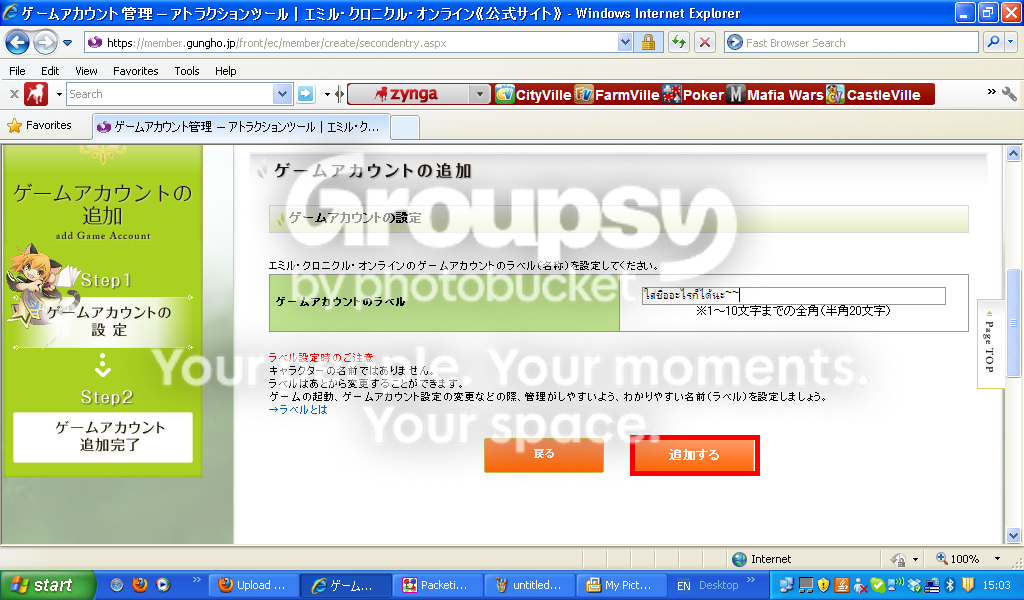 ゲームアカウント管理 － アトラクションツール | エミル・クロニクル・オンライン《公式サイト》 - Windows Internet Explorer
https://member.gungho.jp/front/ec/member/create/secondentry.aspx
Fast Browser Search
File Edit View Favorites Tools Help
Search
zynga
CityVille FarmVille Poker Mafia Wars CastleVille
Favorites
ゲームアカウント管理 － アトラクションツール | エミル・ク...
ゲームアカウントの追加
add Game Account
Step1
ゲームアカウントの
設 定
Step2
ゲームアカウント
追加完了
ゲームアカウントの追加
ゲームアカウントの設定
エミル・クロニクル・オンラインのゲームアカウントのラベル（名称）を設定してください。
ゲームアカウントのラベル
ใส่ชื่ออะไรก็ได้นะ~~
※1～10文字までの全角（半角20文字）
ラベル設定時のご注意
キャラクターの名前ではありません。
ラベルはあとから変更することができます。
ゲームの起動、ゲームアカウント設定の変更などの際、管理がしやすいよう、わかりやすい名前（ラベル）を設定しましょう。
→ラベルとは
戻る
追加する
Page TOP
Groupsy
by photobucket
Your people. Your moments.
Your space.
Internet
100%
start
Upload ...
ゲーム...
Packeti...
untitled...
My Pict...
EN
Desktop
15:03